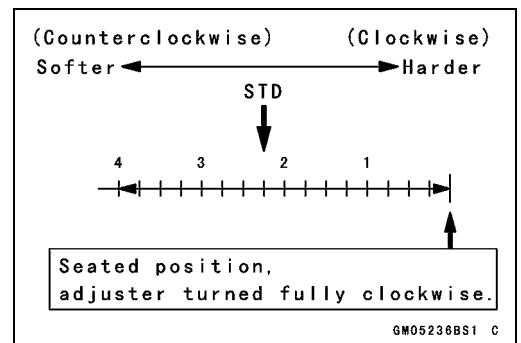 (Counterclockwise) (Clockwise)
Softer Harder
STD
4 3 2 1
Seated position,
adjuster turned fully clockwise.
GM05236BS1 C